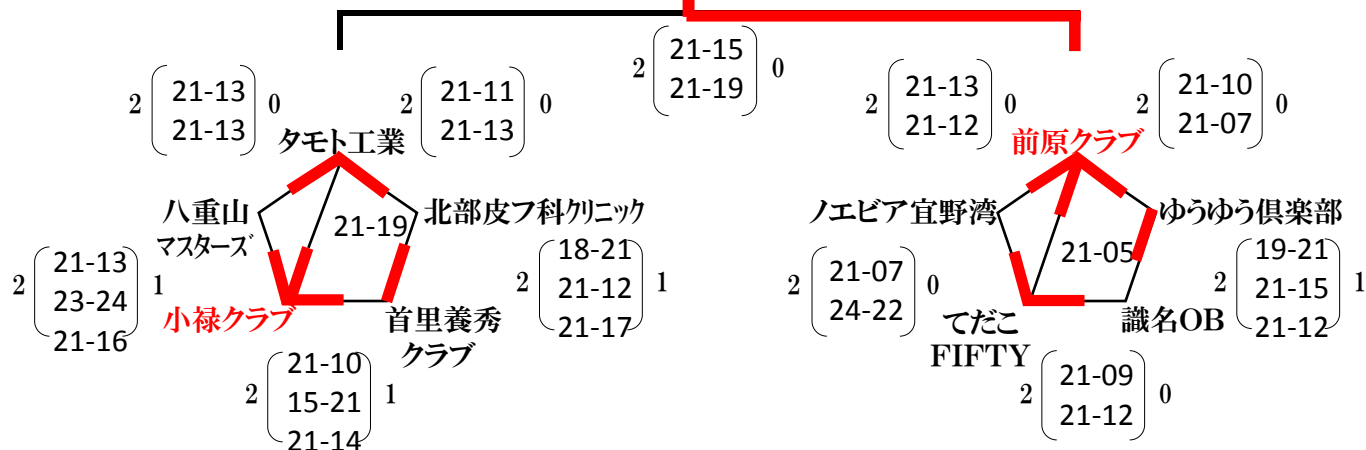 2 21-15 0
21-19
2 21-13 0
21-13
2 21-11 0
21-13
タモト工業
八重山
マスターズ
21-19
北部皮フ科クリニック
2 21-13 1
23-24
21-16
小禄クラブ
首里養秀
クラブ
2 18-21 1
21-12
21-17
2 21-10 1
15-21
21-14
2 21-13 0
21-12
2 21-10 0
21-07
前原クラブ
ノエビア宜野湾
21-05
ゆうゆう倶楽部
2 21-07 0
24-22
てだこ
FIFTY
識名OB
2 19-21 1
21-15
21-12
2 21-09 0
21-12